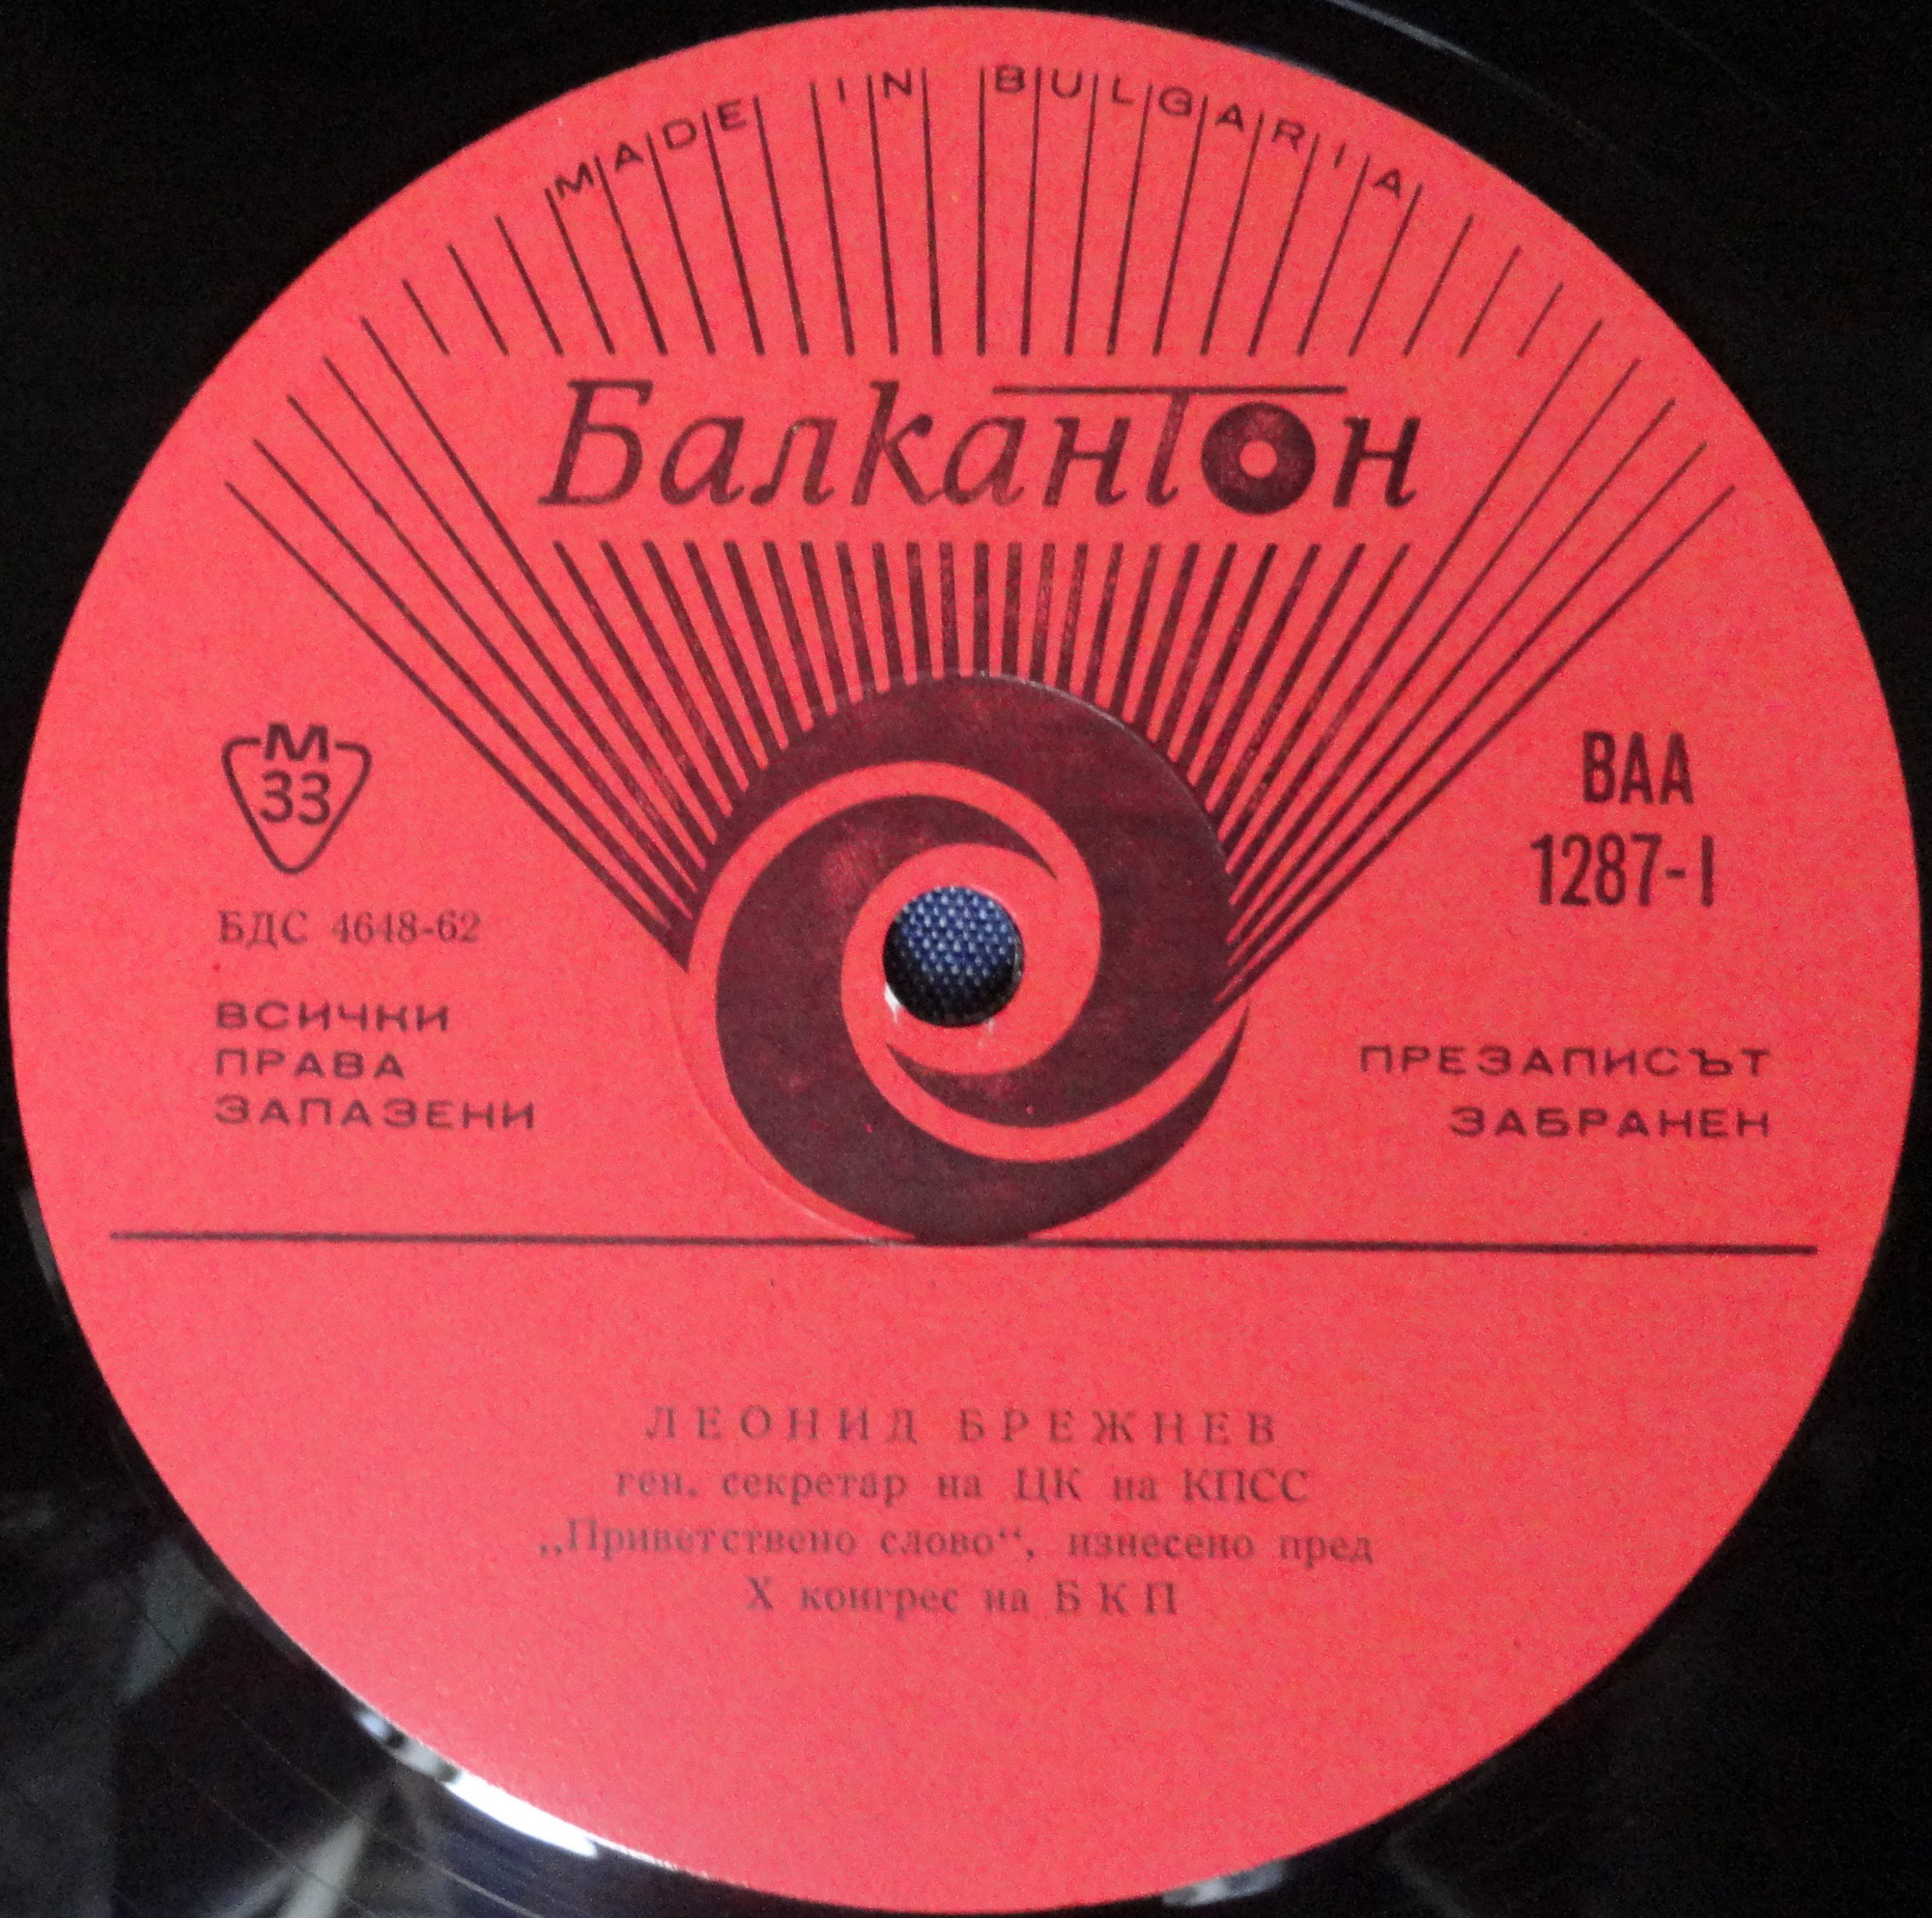 MADE IN BULGARIA
Балкантон
М
33
БДС 4648-62
ВСИЧКИ
ПРАВА
ЗАПАЗЕНИ
ВАА
1287-I
ПРЕЗАПИСЪТ
ЗАБРАНЕН
ЛЕОНИД БРЕЖНЕВ
ген. секретар на ЦК на КПСС
„Приветствено слово“, изнесено пред
X конгрес на БКП